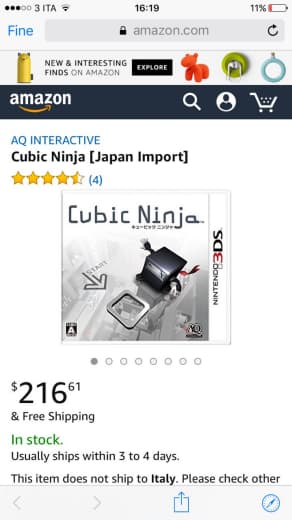 3 ITA 16:19 11%
Fine amazon.com
NEW & INTERESTING
FINDS ON AMAZON
EXPLORE
amazon
AQ INTERACTIVE
Cubic Ninja [Japan Import]
(4)
Cubic Ninja
キュービック ニンジャ
START
NINTENDO3DS
A
AQ
$216 61
& Free Shipping
In stock.
Usually ships within 3 to 4 days.
This item does not ship to Italy. Please check other